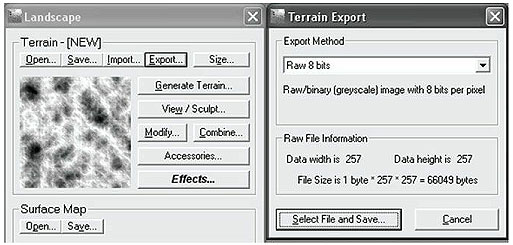 Landscape
Terrain - [NEW]
Open... Save... Import... Export... Size...
Generate Terrain...
View / Sculpt...
Modify... Combine...
Accessories...
Effects...
Surface Map
Open... Save...
Terrain Export
Export Method
Raw 8 bits
Raw/binary (greyscale) image with 8 bits per pixel
Raw File Information
Data width is 257 Data height is 257
File Size is 1 byte * 257 * 257 = 66049 bytes
Select File and Save... Cancel